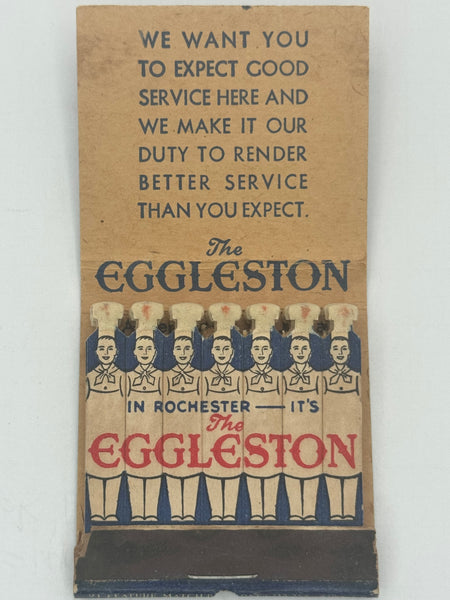 WE WANT YOU
TO EXPECT GOOD
SERVICE HERE AND
WE MAKE IT OUR
DUTY TO RENDER
BETTER SERVICE
THAN YOU EXPECT.
The
EGGLESTON
IN ROCHESTER — IT'S
The
EGGLESTON